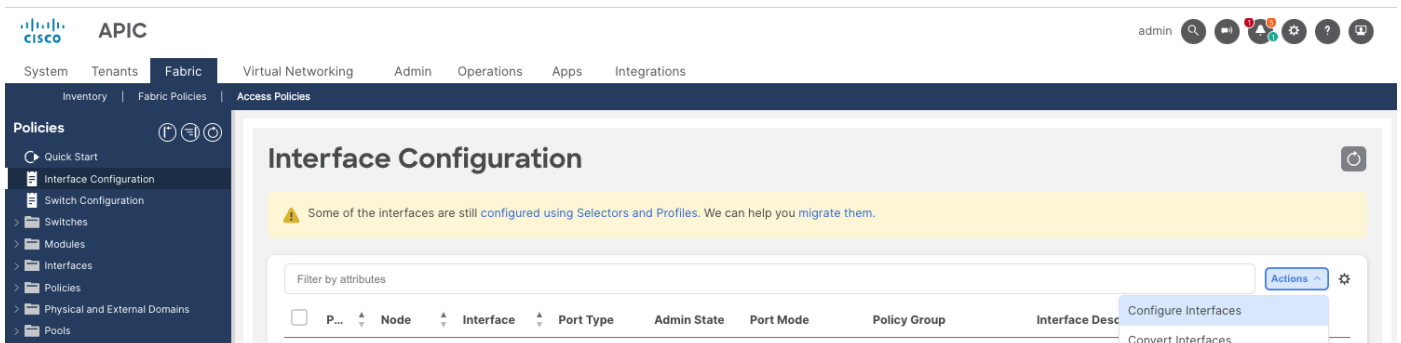 CISCO APIC admin 1 5 1 ?
System Tenants Fabric Virtual Networking Admin Operations Apps Integrations
Inventory | Fabric Policies | Access Policies
Policies
Quick Start
Interface Configuration
Switch Configuration
Switches
Modules
Interfaces
Policies
Physical and External Domains
Pools
Interface Configuration
Some of the interfaces are still configured using Selectors and Profiles. We can help you migrate them.
Filter by attributes Actions
P... Node Interface Port Type Admin State Port Mode Policy Group Interface Desc
Configure Interfaces
Convert Interfaces